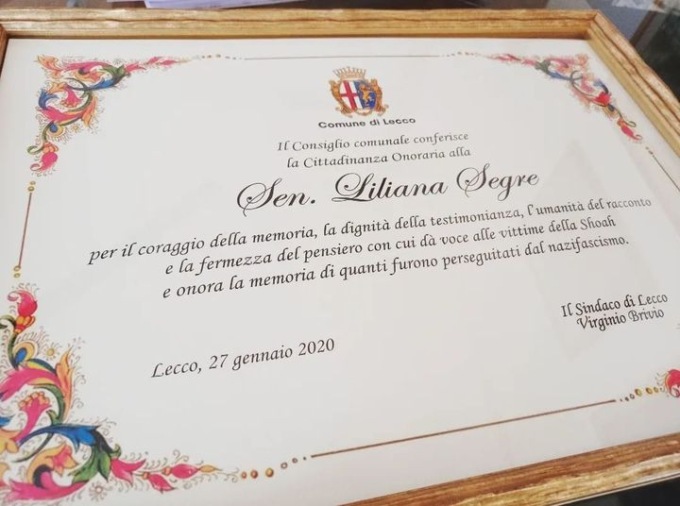 Comune di Lecco
Il Consiglio comunale conferisce
la Cittadinanza Onoraria alla
Sen. Liliana Segre
per il coraggio della memoria, la dignità della testimonianza, l'umanità del racconto
e la fermezza del pensiero con cui dà voce alle vittime della Shoah
e onora la memoria di quanti furono perseguitati dal nazifascismo.
Il Sindaco di Lecco
Virginio Brivio
Lecco, 27 gennaio 2020